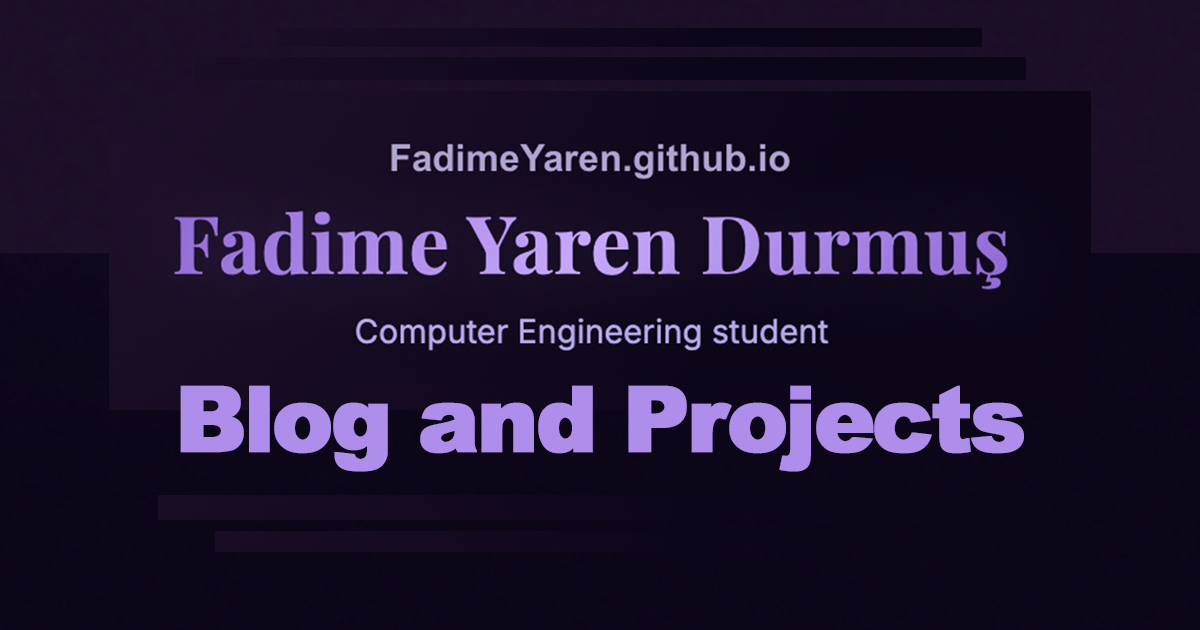 FadimeYaren.github.io
Fadime Yaren Durmuş
Computer Engineering student
Blog and Projects